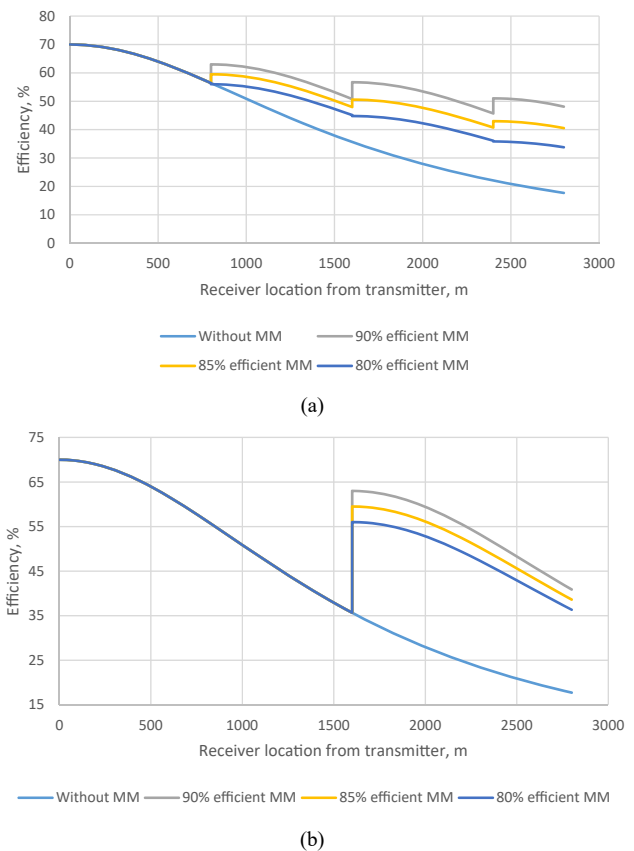 80
70
60
50
40
30
20
10
0
Efficiency, %
0 500 1000 1500 2000 2500 3000
Receiver location from transmitter, m
Without MM 90% efficient MM
85% efficient MM 80% efficient MM
(a)
75
65
55
45
35
25
15
Efficiency, %
0 500 1000 1500 2000 2500 3000
Receiver location from transmitter, m
Without MM 90% efficient MM 85% efficient MM 80% efficient MM
(b)